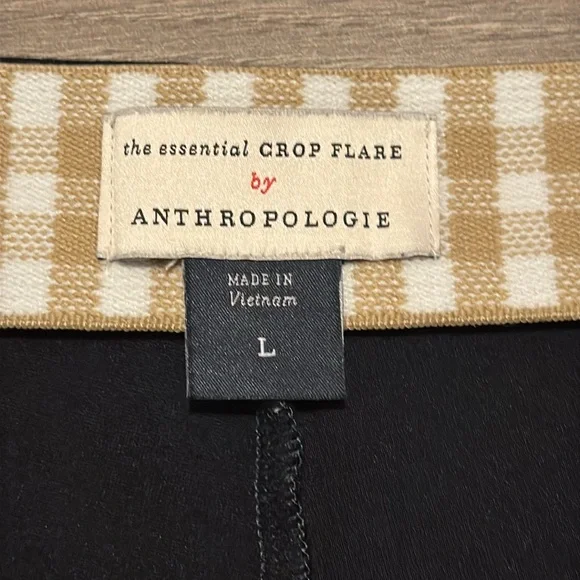 the essential CROP FLARE
by
ANTHROPOLOGIE
MADE IN
Vietnam
L